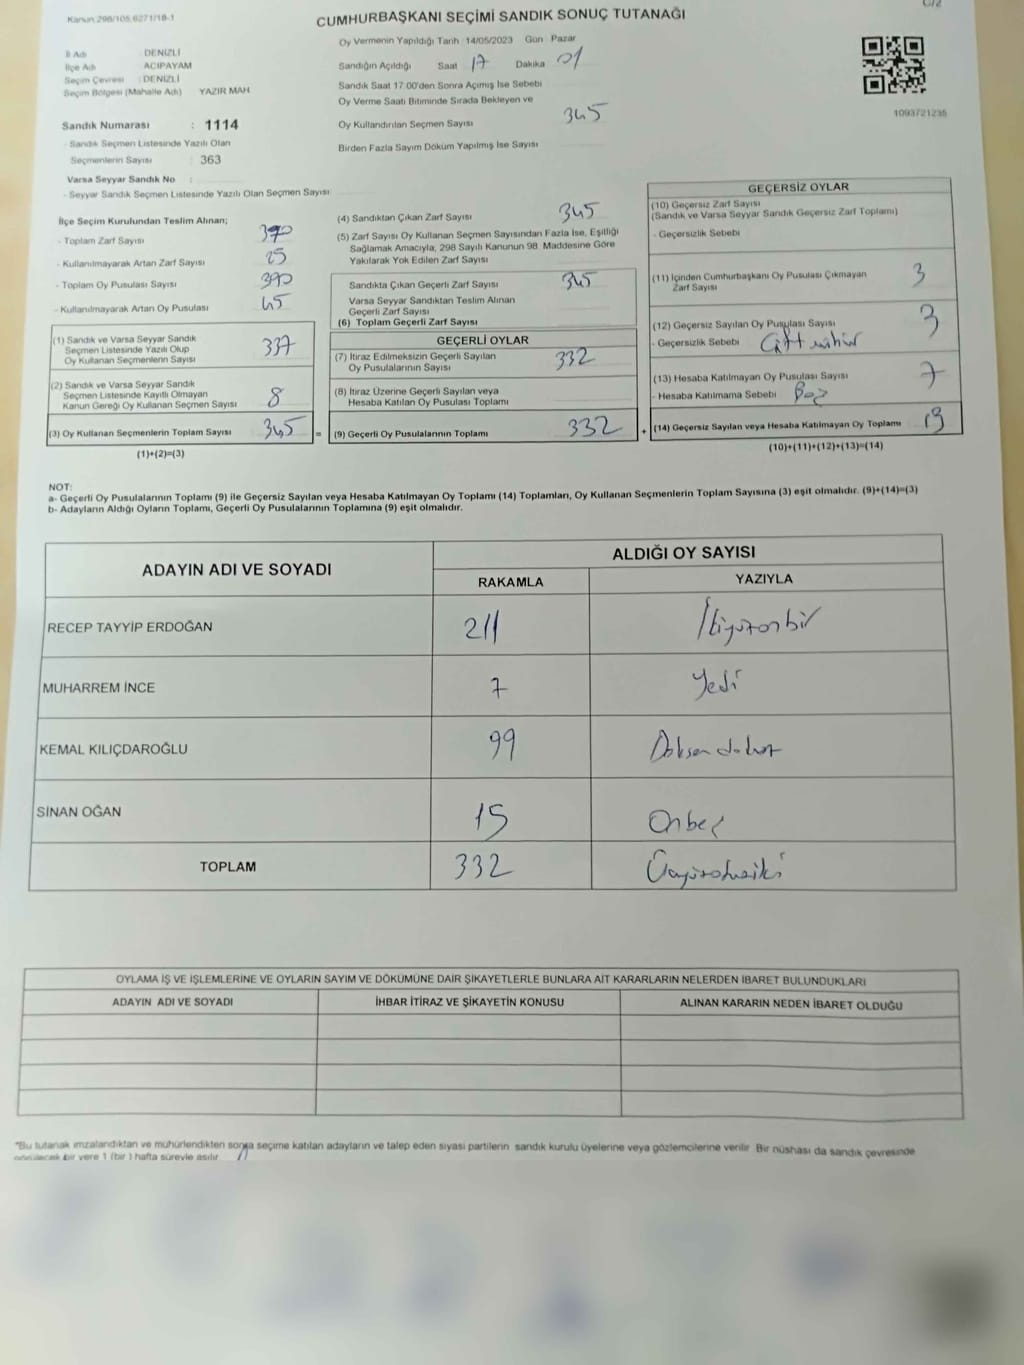 Kanun 298/105,6271/18-1
C/2
CUMHURBAŞKANI SEÇİMİ SANDIK SONUÇ TUTANAĞI
İl Adı DENİZLİ
İlçe Adı ACIPAYAM
Seçim Çevresi : DENİZLİ
Seçim Bölgesi (Mahalle Adı) YAZIR MAH
Sandık Numarası : 1114
- Sandık Seçmen Listesinde Yazılı Olan
Seçmenlerin Sayısı : 363
Varsa Seyyar Sandık No :
- Seyyar Sandık Seçmen Listesinde Yazılı Olan Seçmen Sayısı
Oy Vermenin Yapıldığı Tarih 14/05/2023 Gün Pazar
Sandığın Açıldığı Saat 17 Dakika 01
Sandık Saat 17:00'den Sonra Açımış İse Sebebi
Oy Verme Saati Bitiminde Sırada Bekleyen ve
Oy Kullandırılan Seçmen Sayısı 345
Birden Fazla Sayım Döküm Yapılmış İse Sayısı
1093721235
İlçe Seçim Kurulundan Teslim Alınan;
- Toplam Zarf Sayısı 390
- Kullanılmayarak Artan Zarf Sayısı 25
- Toplam Oy Pusulası Sayısı 390
- Kullanılmayarak Artan Oy Pusulası 45
(1) Sandık ve Varsa Seyyar Sandık
Seçmen Listesinde Yazılı Olup
Oy Kullanan Seçmenlerin Sayısı 337
(2) Sandık ve Varsa Seyyar Sandık
Seçmen Listesinde Kayıtlı Olmayan
Kanun Gereği Oy Kullanan Seçmen Sayısı 8
(3) Oy Kullanan Seçmenlerin Toplam Sayısı 345 =
(1)+(2)=(3)
(4) Sandıktan Çıkan Zarf Sayısı 345
(5) Zarf Sayısı Oy Kullanan Seçmen Sayısından Fazla İse, Eşitliği
Sağlamak Amacıyla, 298 Sayılı Kanunun 98. Maddesine Göre
Yakılarak Yok Edilen Zarf Sayısı
Sandıkta Çıkan Geçerli Zarf Sayısı 345
Varsa Seyyar Sandıktan Teslim Alınan
Geçerli Zarf Sayısı
(6) Toplam Geçerli Zarf Sayısı
GEÇERLİ OYLAR
(7) İtiraz Edilmeksizin Geçerli Sayılan
Oy Pusulalarının Sayısı 332
(8) İtiraz Üzerine Geçerli Sayılan veya
Hesaba Katılan Oy Pusulası Toplamı
(9) Geçerli Oy Pusulalarının Toplamı 332 +
GEÇERSİZ OYLAR
(10) Geçersiz Zarf Sayısı
(Sandık ve Varsa Seyyar Sandık Geçersiz Zarf Toplamı)
- Geçersizlik Sebebi
(11) İçinden Cumhurbaşkanı Oy Pusulası Çıkmayan
Zarf Sayısı 3
(12) Geçersiz Sayılan Oy Pusulası Sayısı 3
- Geçersizlik Sebebi Çift mühür
(13) Hesaba Katılmayan Oy Pusulası Sayısı 7
- Hesaba Katılmama Sebebi Boş
(14) Geçersiz Sayılan veya Hesaba Katılmayan Oy Toplamı 13
(10)+(11)+(12)+(13)=(14)
NOT:
a- Geçerli Oy Pusulalarının Toplamı (9) ile Geçersiz Sayılan veya Hesaba Katılmayan Oy Toplamı (14) Toplamları, Oy Kullanan Seçmenlerin Toplam Sayısına (3) eşit olmalıdır. (9)+(14)=(3)
b- Adayların Aldığı Oyların Toplamı, Geçerli Oy Pusulalarının Toplamına (9) eşit olmalıdır.
ADAYIN ADI VE SOYADI
ALDIĞI OY SAYISI
RAKAMLA YAZIYLA
RECEP TAYYİP ERDOĞAN 211 İkiyüzonbir
MUHARREM İNCE 7 Yedi
KEMAL KILIÇDAROĞLU 99 Doksan dokuz
SİNAN OĞAN 15 Onbeş
TOPLAM 332 Üçyüzotuziki
OYLAMA İŞ VE İŞLEMLERİNE VE OYLARIN SAYIM VE DÖKÜMÜNE DAİR ŞİKAYETLERLE BUNLARA AİT KARARLARIN NELERDEN İBARET BULUNDUKLARI
ADAYIN ADI VE SOYADI İHBAR İTİRAZ VE ŞİKAYETİN KONUSU ALINAN KARARIN NEDEN İBARET OLDUĞU
*Bu tutanak imzalandıktan ve mühürlendikten sonra seçime katılan adayların ve talep eden siyasi partilerin sandık kurulu üyelerine veya gözlemcilerine verilir. Bir nüshası da sandık çevresinde
görülecek bir yere 1 (bir) hafta süreyle asılır.